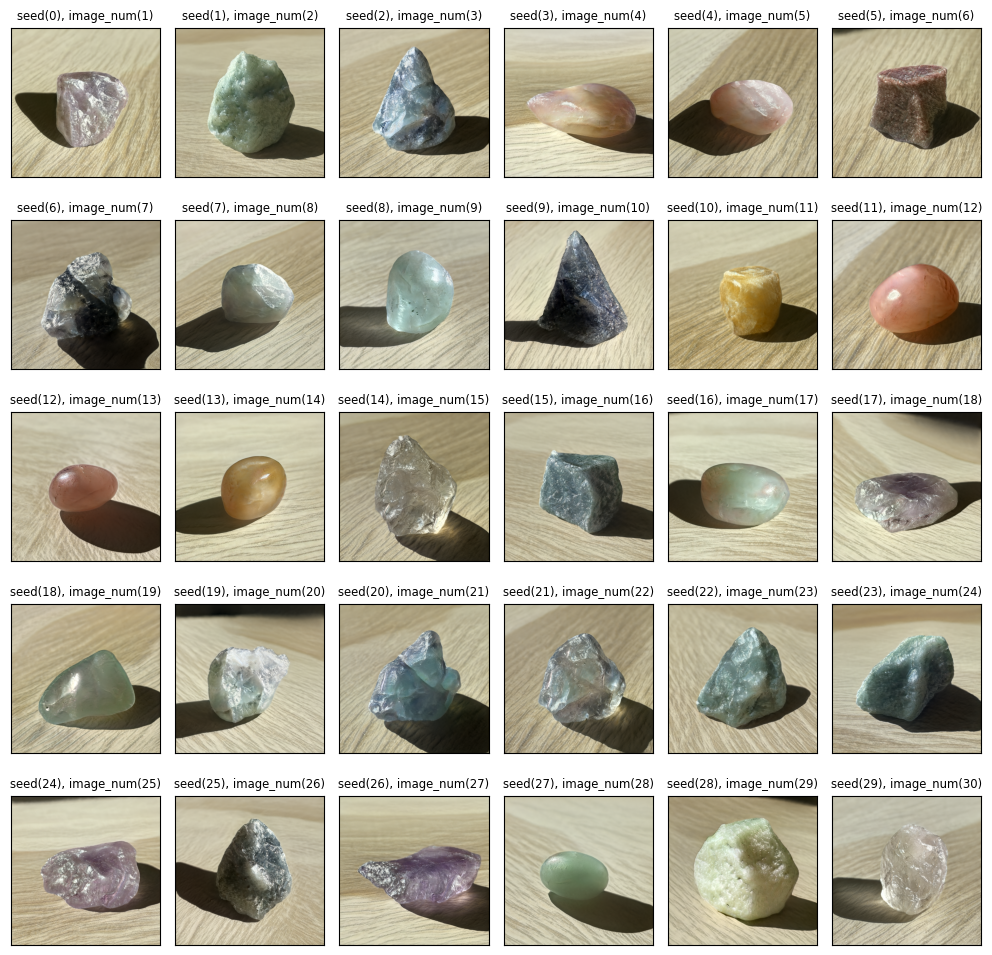 seed(0), image_num(1)
seed(1), image_num(2)
seed(2), image_num(3)
seed(3), image_num(4)
seed(4), image_num(5)
seed(5), image_num(6)
seed(6), image_num(7)
seed(7), image_num(8)
seed(8), image_num(9)
seed(9), image_num(10)
seed(10), image_num(11)
seed(11), image_num(12)
seed(12), image_num(13)
seed(13), image_num(14)
seed(14), image_num(15)
seed(15), image_num(16)
seed(16), image_num(17)
seed(17), image_num(18)
seed(18), image_num(19)
seed(19), image_num(20)
seed(20), image_num(21)
seed(21), image_num(22)
seed(22), image_num(23)
seed(23), image_num(24)
seed(24), image_num(25)
seed(25), image_num(26)
seed(26), image_num(27)
seed(27), image_num(28)
seed(28), image_num(29)
seed(29), image_num(30)